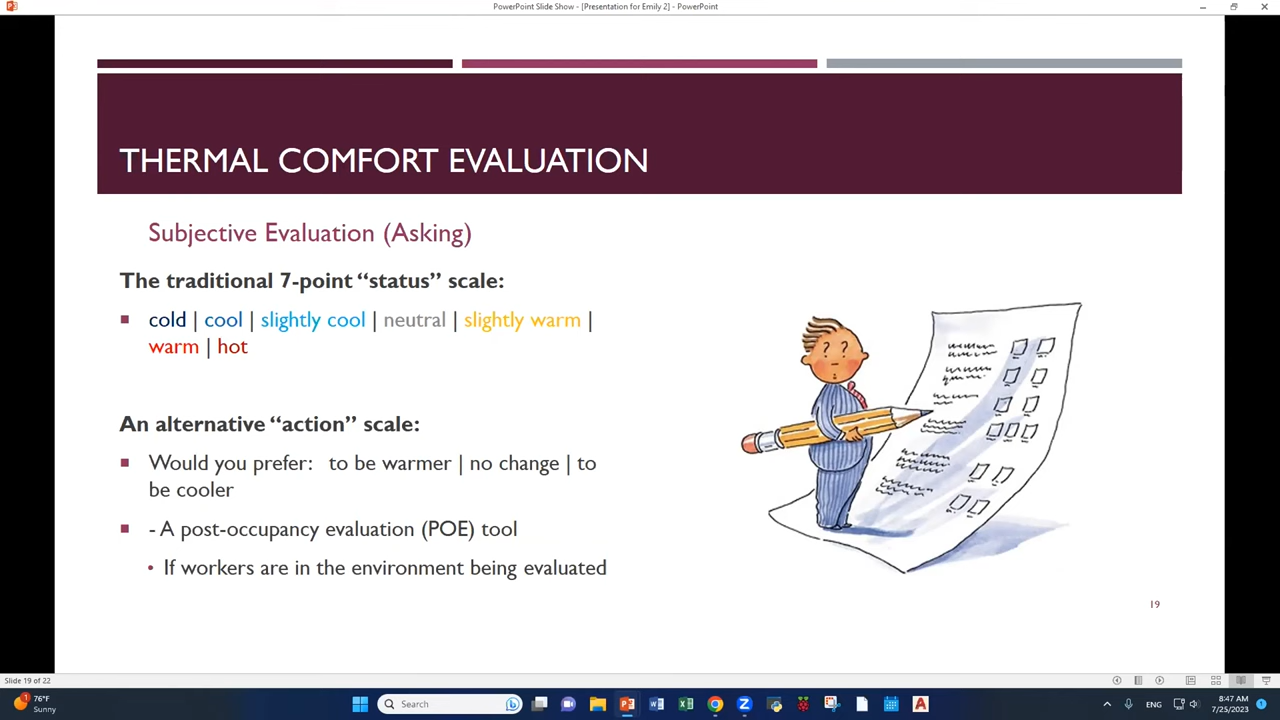 PowerPoint Slide Show - [Presentation for Emily 2] - PowerPoint
THERMAL COMFORT EVALUATION
Subjective Evaluation (Asking)
The traditional 7-point “status” scale:
cold | cool | slightly cool | neutral | slightly warm |
warm | hot
An alternative “action” scale:
Would you prefer: to be warmer | no change | to
be cooler
- A post-occupancy evaluation (POE) tool
If workers are in the environment being evaluated
19
Slide 19 of 22
1
76°F
Sunny
Search
ENG
8:47 AM
7/25/2023